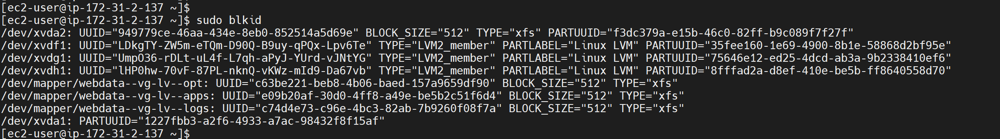 [ec2-user@ip-172-31-2-137 ~]$
[ec2-user@ip-172-31-2-137 ~]$ sudo blkid
/dev/xvda2: UUID="949779ce-46aa-434e-8eb0-852514a5d69e" BLOCK_SIZE="512" TYPE="xfs" PARTUUID="f3dc379a-e15b-46c0-82ff-b9c089f7f27f"
/dev/xvdf1: UUID="LDkgTY-ZW5m-eTQm-D90Q-B9uy-qPQx-Lpv6Te" TYPE="LVM2_member" PARTLABEL="Linux LVM" PARTUUID="35fee160-1e69-4900-8b1e-58868d2bf95e"
/dev/xvdg1: UUID="UmpO36-rDLt-uL4f-L7qh-aPyJ-YUrd-vJNtYG" TYPE="LVM2_member" PARTLABEL="Linux LVM" PARTUUID="75646e12-ed25-4dcd-ab3a-9b2338410ef6"
/dev/xvdh1: UUID="lHP0hw-70vF-87PL-nknQ-vKWz-mId9-Da67vb" TYPE="LVM2_member" PARTLABEL="Linux LVM" PARTUUID="8fffad2a-d8ef-410e-be5b-ff8640558d70"
/dev/mapper/webdata--vg-lv--opt: UUID="c63be221-beb8-4b06-baed-157a9659df90" BLOCK_SIZE="512" TYPE="xfs"
/dev/mapper/webdata--vg-lv--apps: UUID="e09b20af-30d0-4ff8-a49e-be5b2c51f6d4" BLOCK_SIZE="512" TYPE="xfs"
/dev/mapper/webdata--vg-lv--logs: UUID="c74d4e73-c96e-4bc3-82ab-7b9260f08f7a" BLOCK_SIZE="512" TYPE="xfs"
/dev/xvda1: PARTUUID="1227fbb3-a2f6-4933-a7ac-98432f8f15af"
[ec2-user@ip-172-31-2-137 ~]$